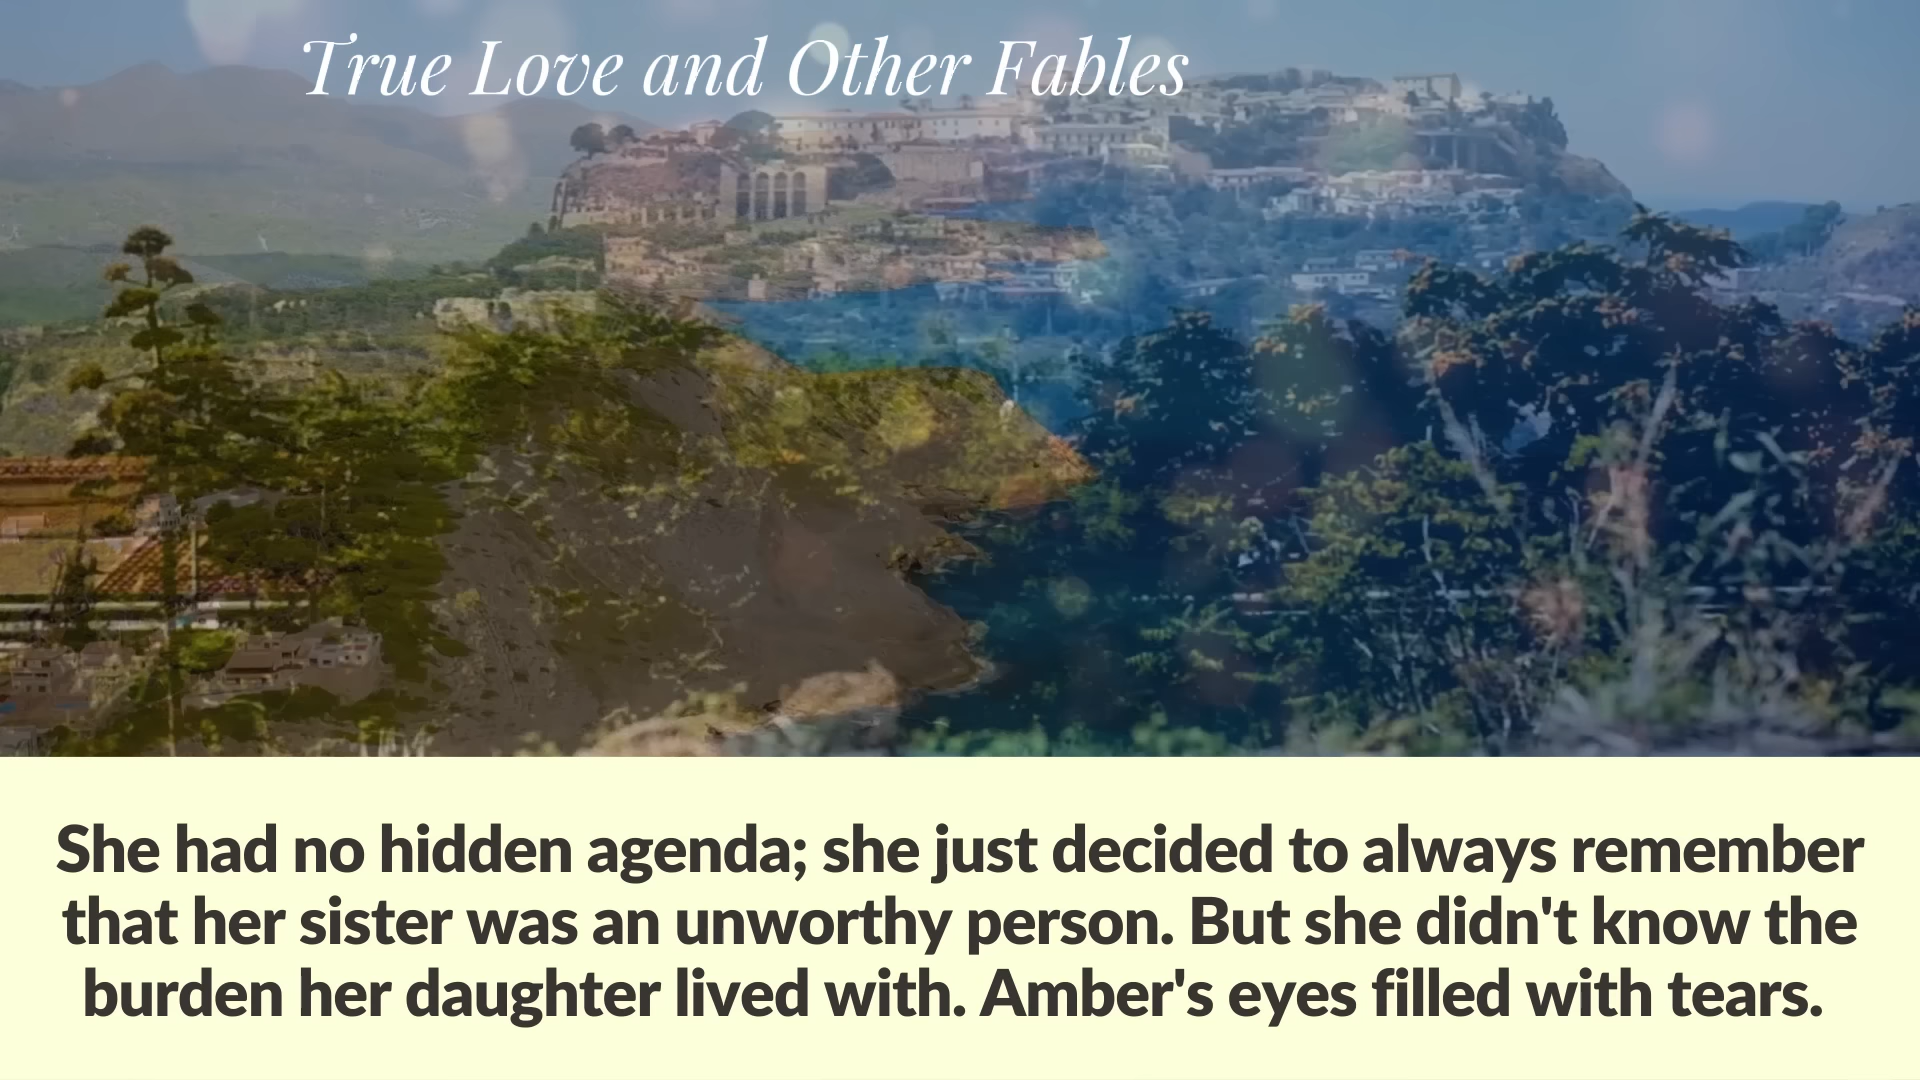 True Love and Other Fables
She had no hidden agenda; she just decided to always remember
that her sister was an unworthy person. But she didn't know the
burden her daughter lived with. Amber's eyes filled with tears.